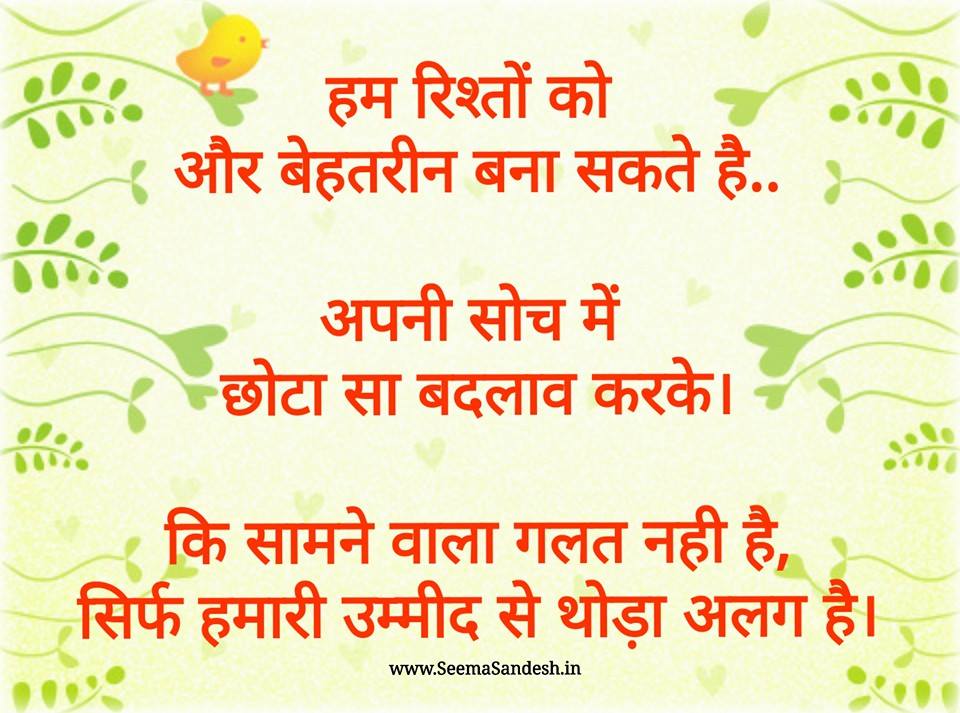 हम रिश्तों को
और बेहतरीन बना सकते है..
अपनी सोच में
छोटा सा बदलाव करके।
कि सामने वाला गलत नही है,
सिर्फ हमारी उम्मीद से थोड़ा अलग है।
www.SeemaSandesh.in